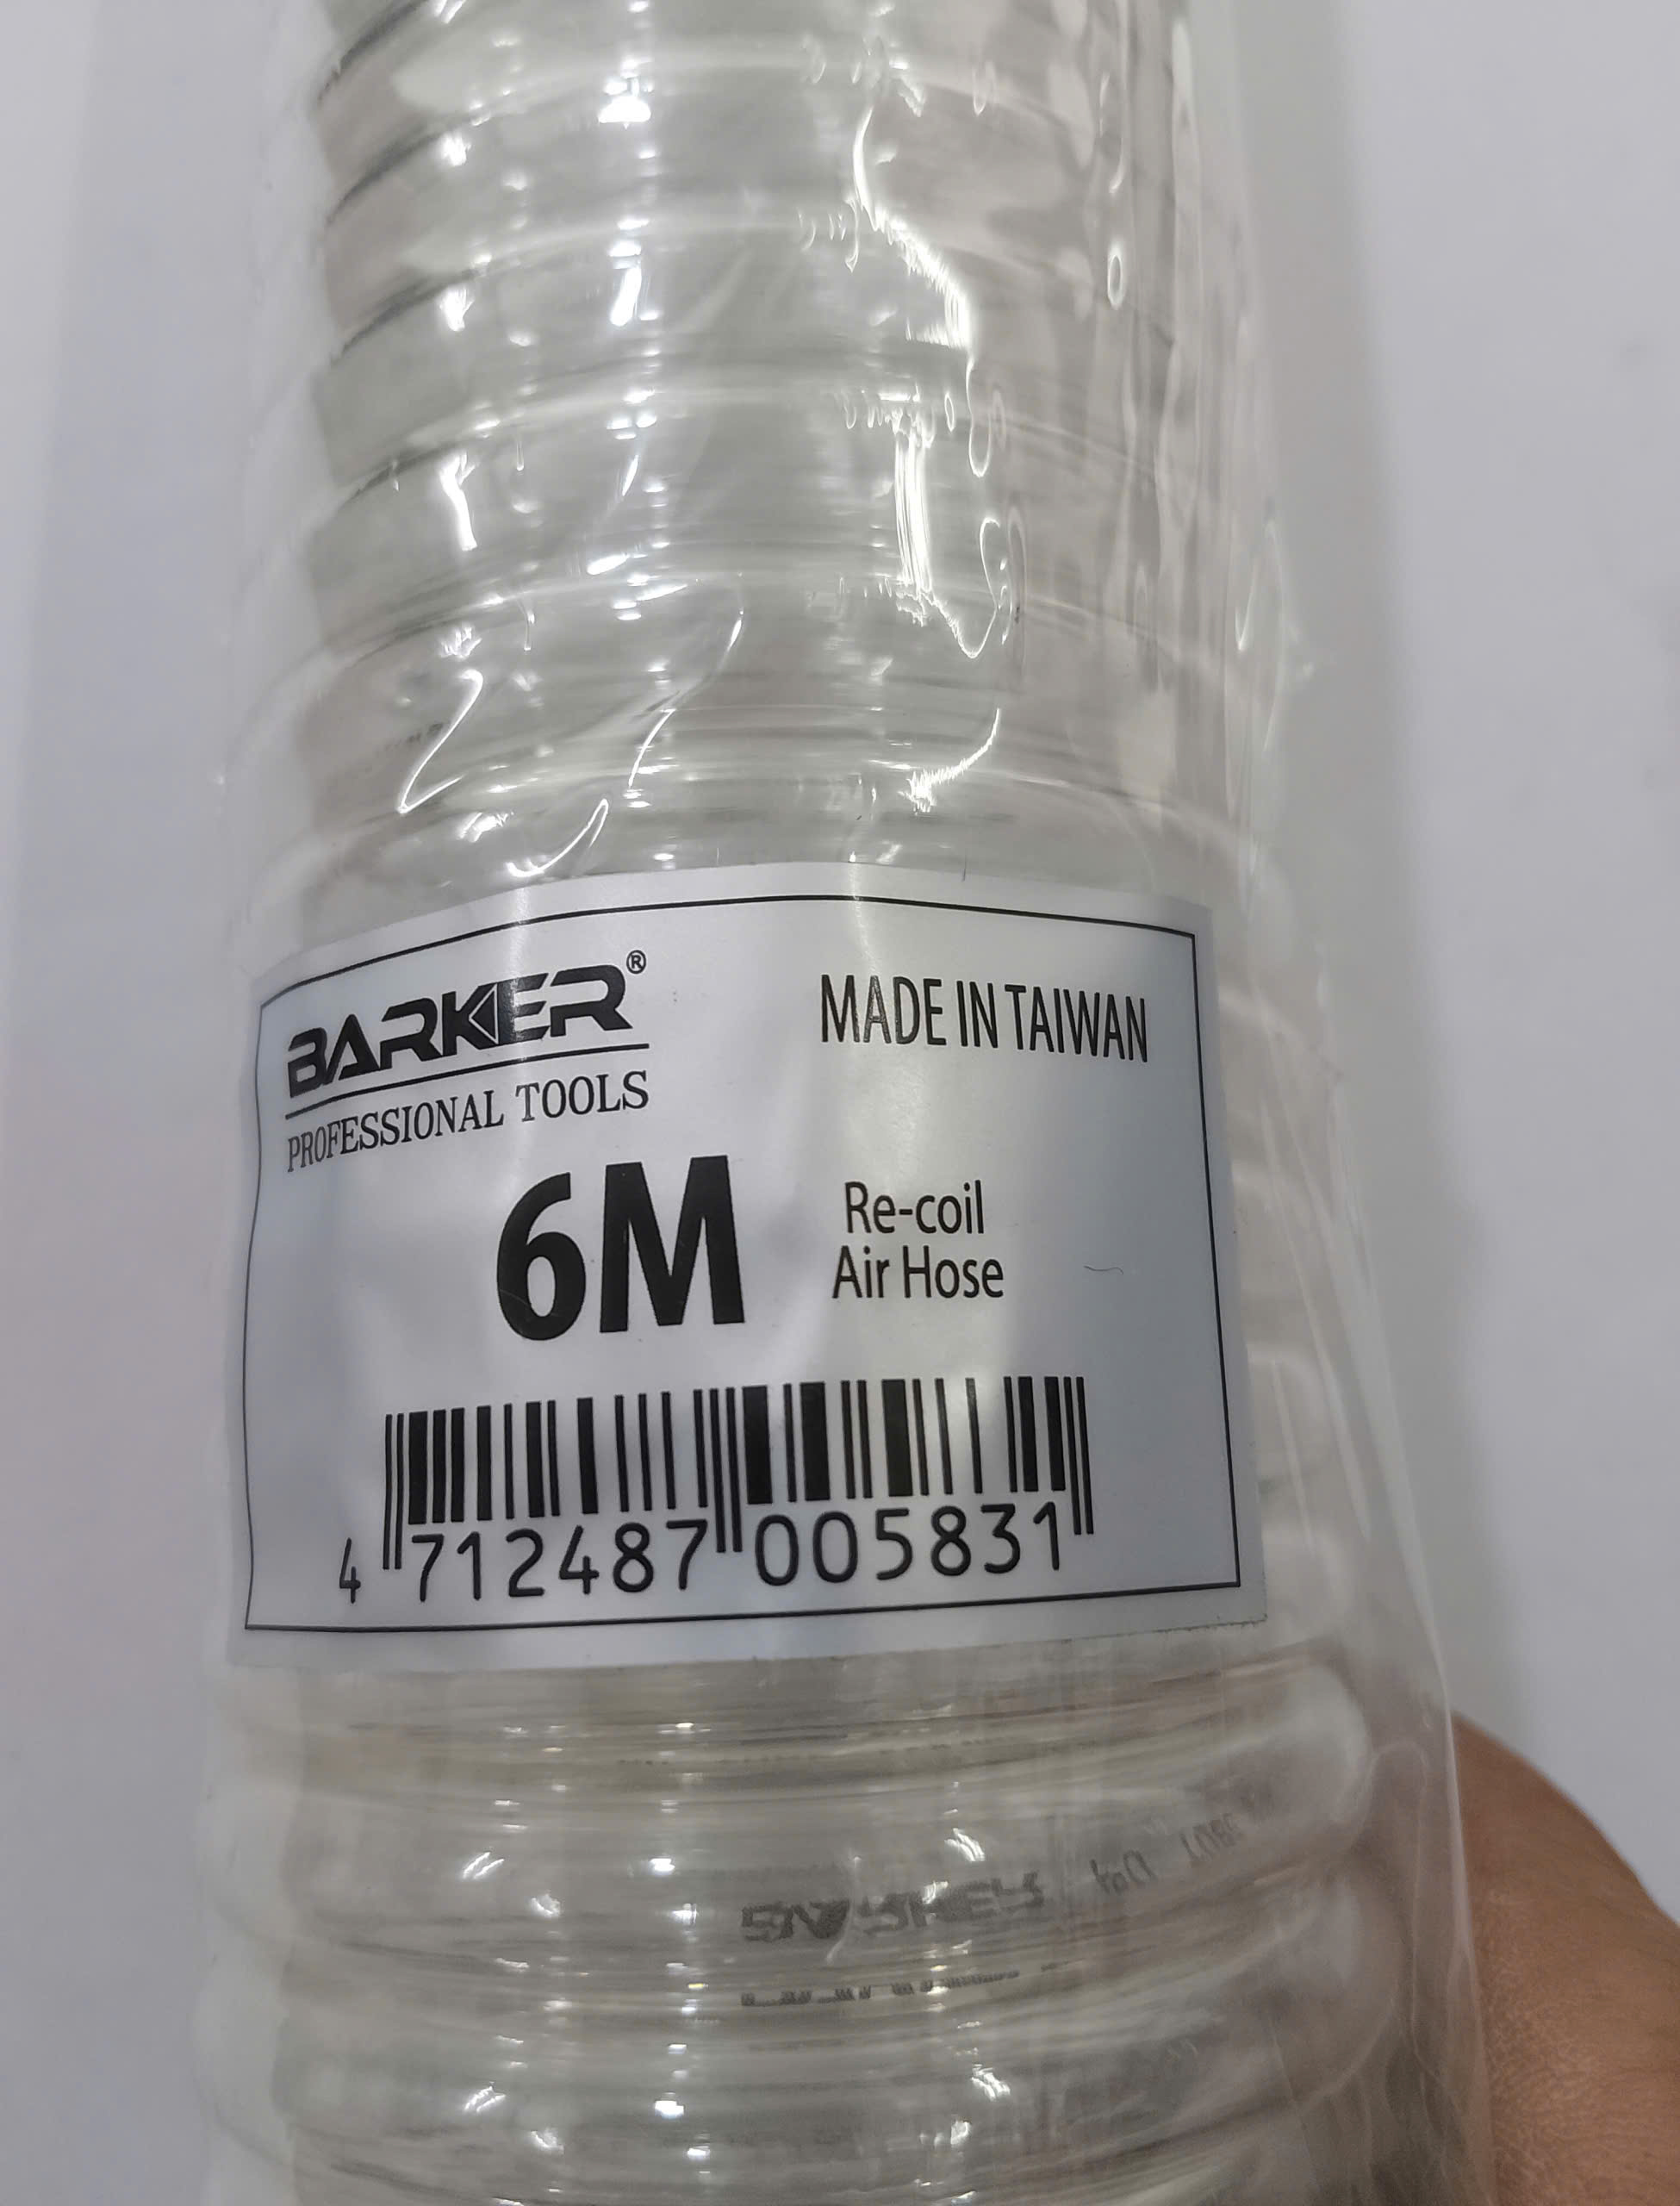 BARKER®
PROFESSIONAL TOOLS
MADE IN TAIWAN
6M
Re-coil
Air Hose
4 712487 005831